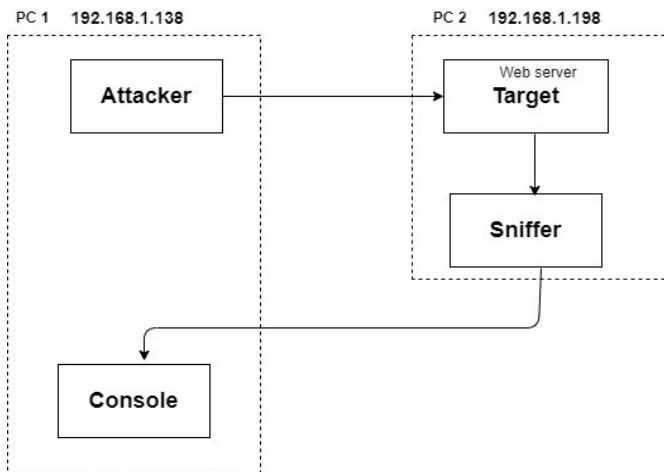 PC 1 192.168.1.138
PC 2 192.168.1.198
Attacker
Web server
Target
Sniffer
Console